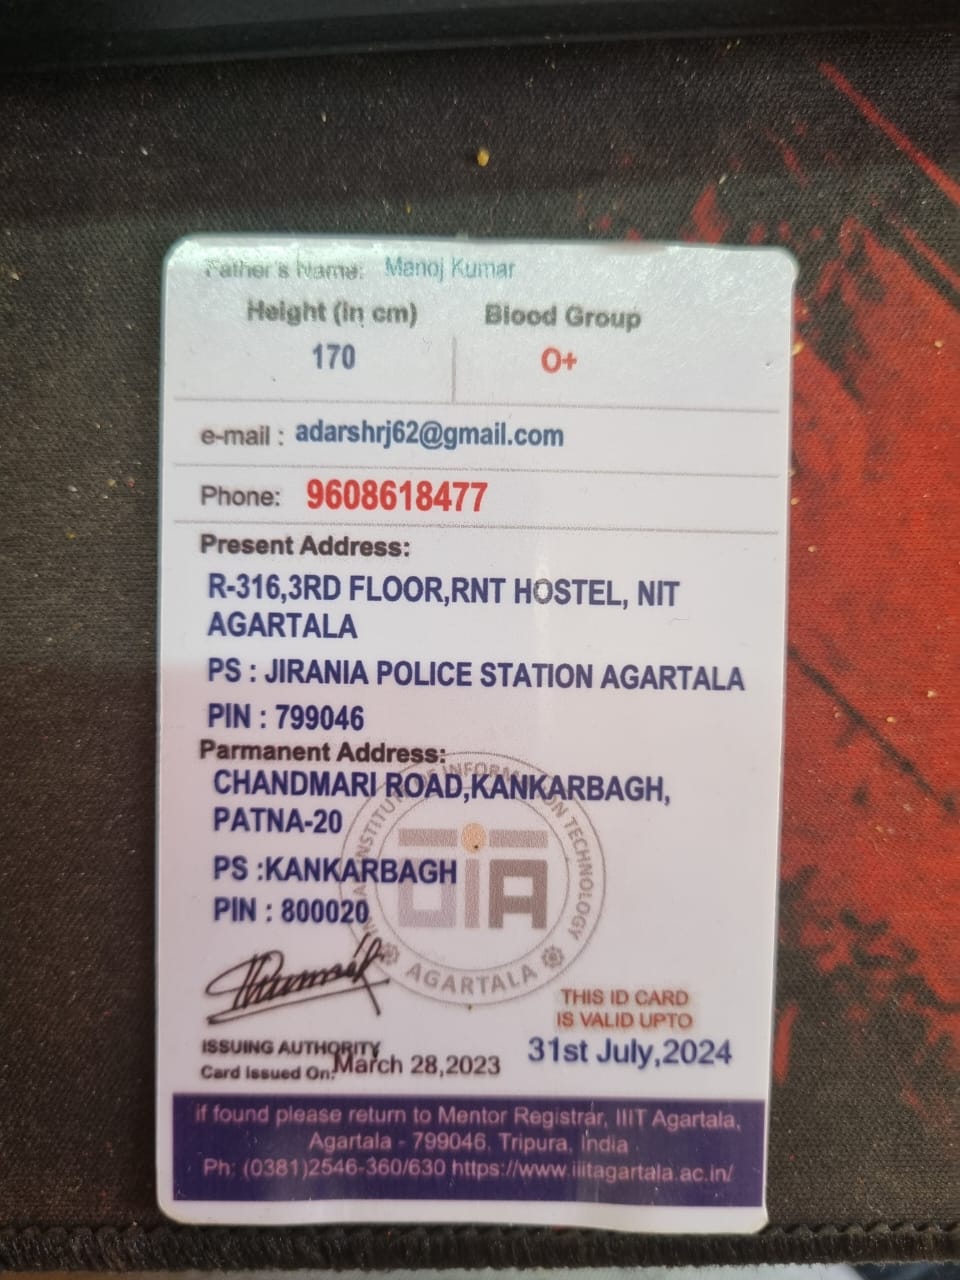 Father's Name: Manoj Kumar
Height (in cm) Blood Group
170 O+
e-mail : adarshrj62@gmail.com
Phone: 9608618477
Present Address:
R-316,3RD FLOOR,RNT HOSTEL, NIT
AGARTALA
PS : JIRANIA POLICE STATION AGARTALA
PIN : 799046
Parmanent Address:
CHANDMARI ROAD,KANKARBAGH,
PATNA-20
PS :KANKARBAGH
PIN : 800020
INSTITUTE OF INFORMATION TECHNOLOGY
IIITA
AGARTALA
THIS ID CARD
IS VALID UPTO
31st July,2024
ISSUING AUTHORITY
Card Issued On: March 28,2023
if found please return to Mentor Registrar, IIIT Agartala,
Agartala - 799046, Tripura, India
Ph: (0381)2546-360/630 https://www.iiitagartala.ac.in/